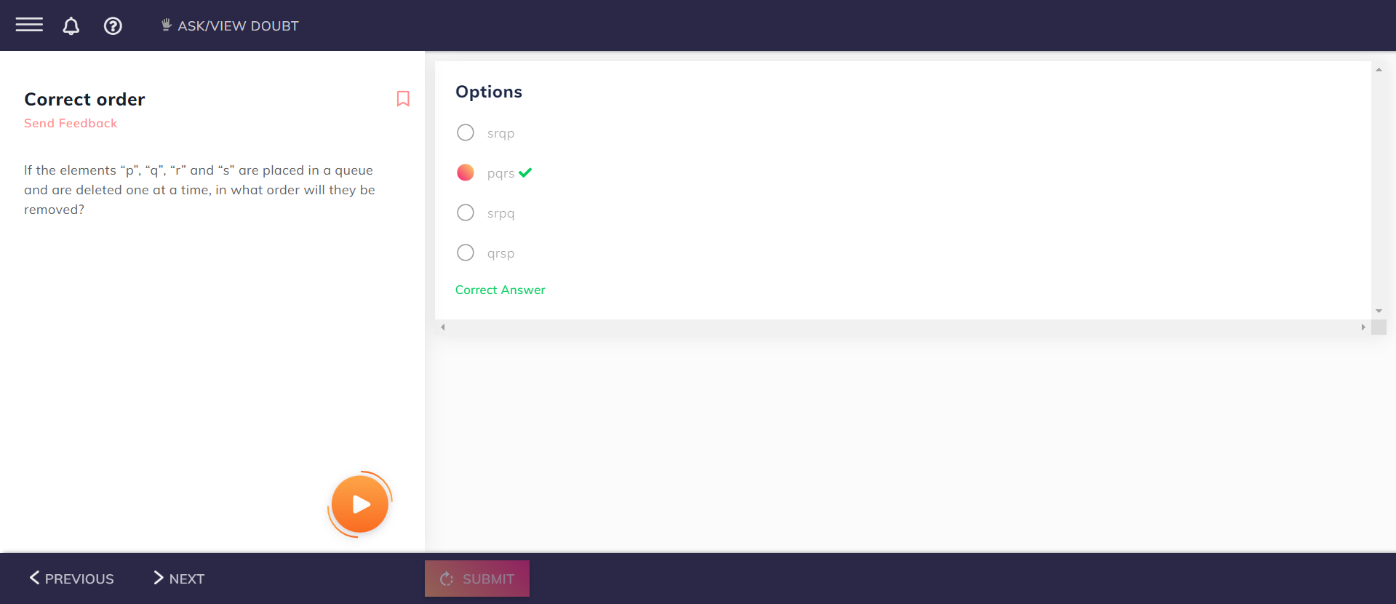 ASK/VIEW DOUBT
Correct order
Send Feedback
If the elements “p”, “q”, “r” and “s” are placed in a queue
and are deleted one at a time, in what order will they be
removed?
Options
srqp
pqrs
srpq
qrsp
Correct Answer
PREVIOUS
NEXT
SUBMIT